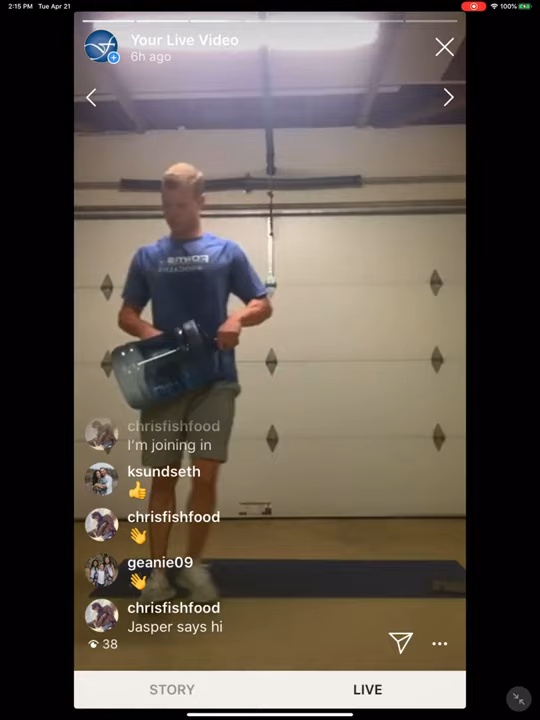 2:15 PM Tue Apr 21
100%
Your Live Video
6h ago
chrisfishfood
I'm joining in
ksundseth
chrisfishfood
geanie09
chrisfishfood
Jasper says hi
38
STORY
LIVE